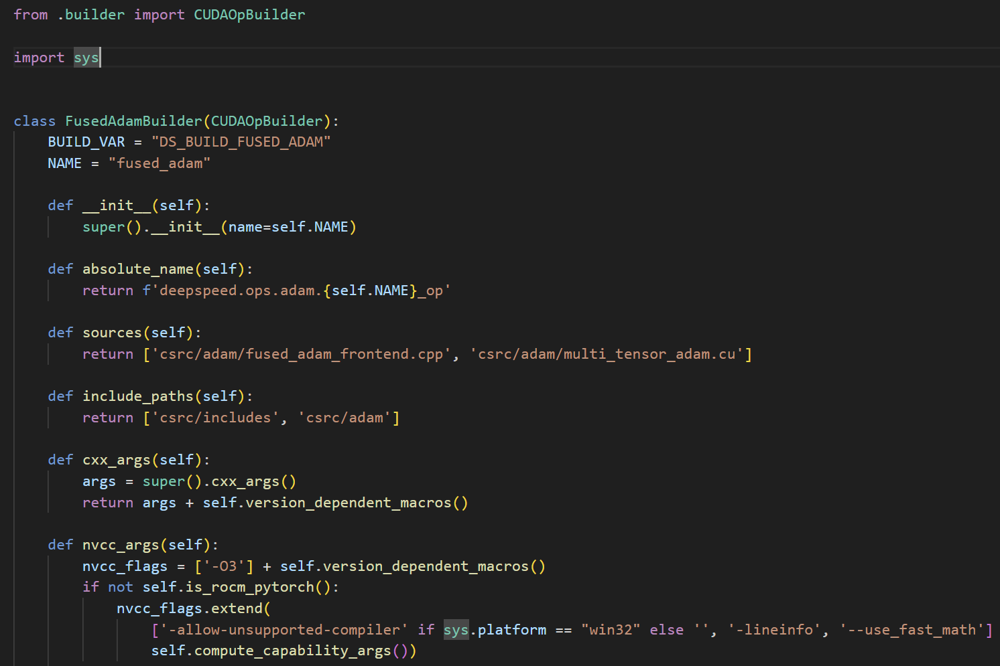 from .builder import CUDAOpBuilder
import sys
class FusedAdamBuilder(CUDAOpBuilder):
    BUILD_VAR = "DS_BUILD_FUSED_ADAM"
    NAME = "fused_adam"
    def __init__(self):
        super().__init__(name=self.NAME)
    def absolute_name(self):
        return f'deepspeed.ops.adam.{self.NAME}_op'
    def sources(self):
        return ['csrc/adam/fused_adam_frontend.cpp', 'csrc/adam/multi_tensor_adam.cu']
    def include_paths(self):
        return ['csrc/includes', 'csrc/adam']
    def cxx_args(self):
        args = super().cxx_args()
        return args + self.version_dependent_macros()
    def nvcc_args(self):
        nvcc_flags = ['-O3'] + self.version_dependent_macros()
        if not self.is_rocm_pytorch():
            nvcc_flags.extend(
                ['-allow-unsupported-compiler' if sys.platform == "win32" else '', '-lineinfo', '--use_fast_math']
                self.compute_capability_args())